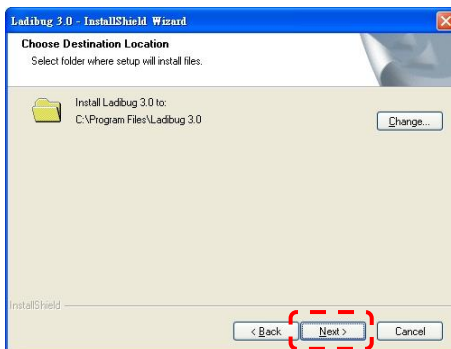 Ladibug 3.0 - InstallShield Wizard
Choose Destination Location
Select folder where setup will install files.
Install Ladibug 3.0 to:
C:\Program Files\Ladibug 3.0
Change...
InstallShield
< Back Next > Cancel